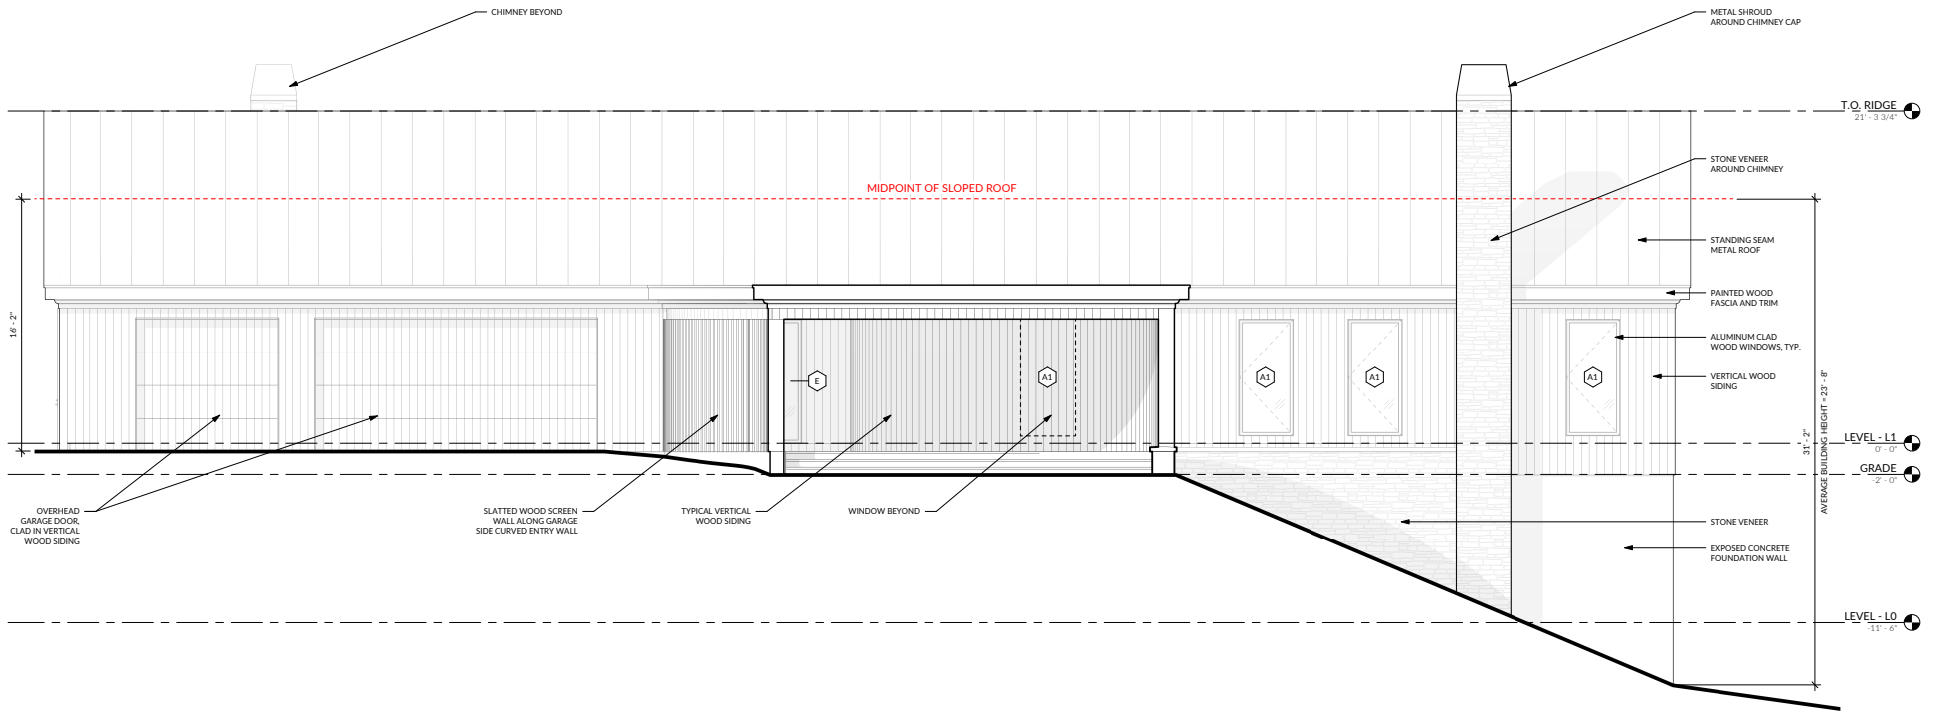 CHIMNEY BEYOND
METAL SHROUD
AROUND CHIMNEY CAP
T.O. RIDGE
21' - 3 3/4"
STONE VENEER
AROUND CHIMNEY
MIDPOINT OF SLOPED ROOF
STANDING SEAM
METAL ROOF
PAINTED WOOD
FASCIA AND TRIM
16' - 2"
ALUMINUM CLAD
WOOD WINDOWS, TYP.
E
A1
A1
A1
A1
VERTICAL WOOD
SIDING
31' - 2"
AVERAGE BUILDING HEIGHT = 23' - 8"
LEVEL - L1
0' - 0"
GRADE
-2' - 0"
OVERHEAD
GARAGE DOOR,
CLAD IN VERTICAL
WOOD SIDING
SLATTED WOOD SCREEN
WALL ALONG GARAGE
SIDE CURVED ENTRY WALL
TYPICAL VERTICAL
WOOD SIDING
WINDOW BEYOND
STONE VENEER
EXPOSED CONCRETE
FOUNDATION WALL
LEVEL - L0
-11' - 6"